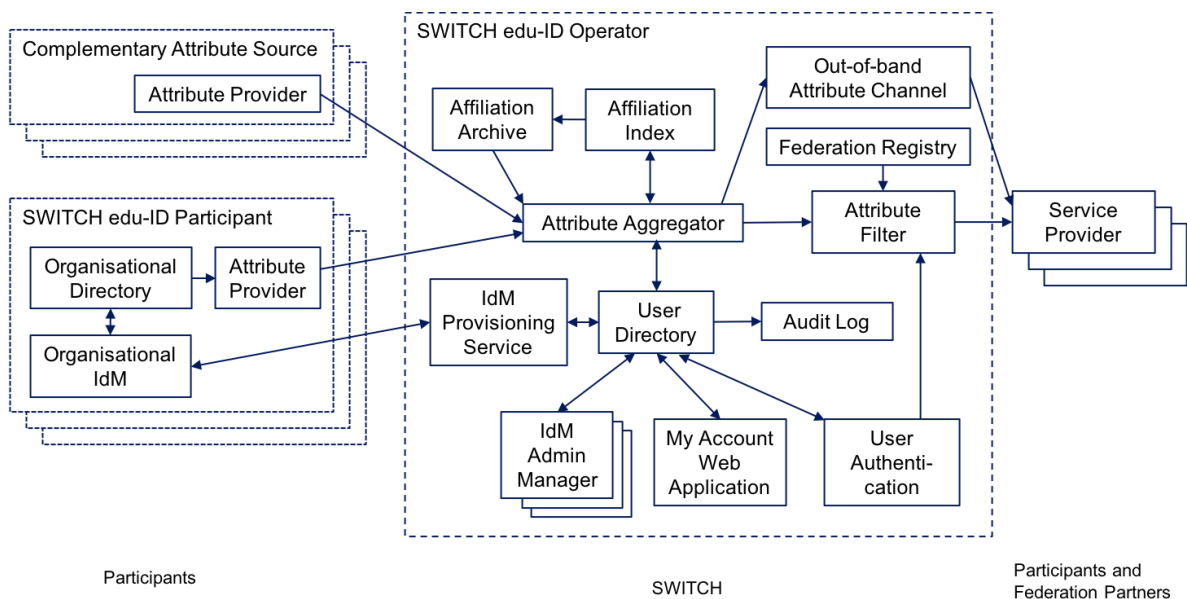 Complementary Attribute Source
Attribute Provider
SWITCH edu-ID Participant
Organisational
Directory
Attribute
Provider
Organisational
IdM
SWITCH edu-ID Operator
Affiliation
Archive
Affiliation
Index
Out-of-band
Attribute Channel
Federation Registry
Attribute Aggregator
Attribute
Filter
Service
Provider
IdM
Provisioning
Service
User
Directory
Audit Log
IdM
Admin
Manager
My Account
Web
Application
User
Authenti-
cation
Participants
SWITCH
Participants and
Federation Partners